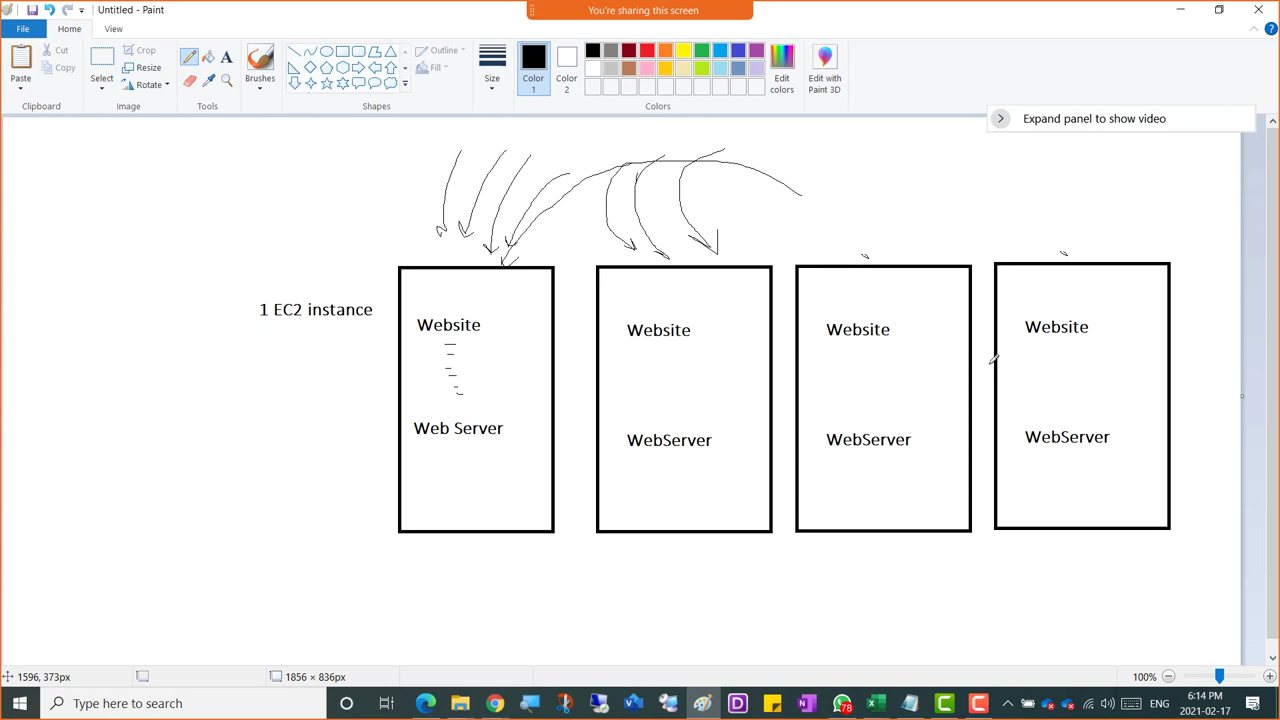 Untitled - Paint
You're sharing this screen
File
Home
View
Cut
Copy
Paste
Clipboard
Crop
Resize
Rotate
Select
Image
Tools
Brushes
Outline
Fill
Shapes
Size
Color
1
Color
2
Edit
colors
Colors
Edit with
Paint 3D
Expand panel to show video
1 EC2 instance
Website
Web Server
Website
WebServer
Website
WebServer
Website
WebServer
1596, 373px
1856 × 836px
100%
Type here to search
78
ENG
6:14 PM
2021-02-17